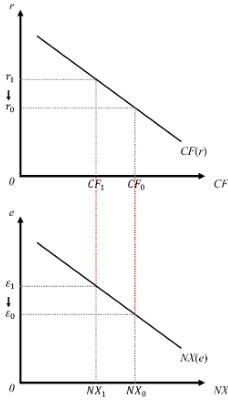 r
r₁
↓
r₀
CF(r)
0
CF₁
CF₀
CF
e
ε₁
↓
ε₀
NX(e)
0
NX₁
NX₀
NX